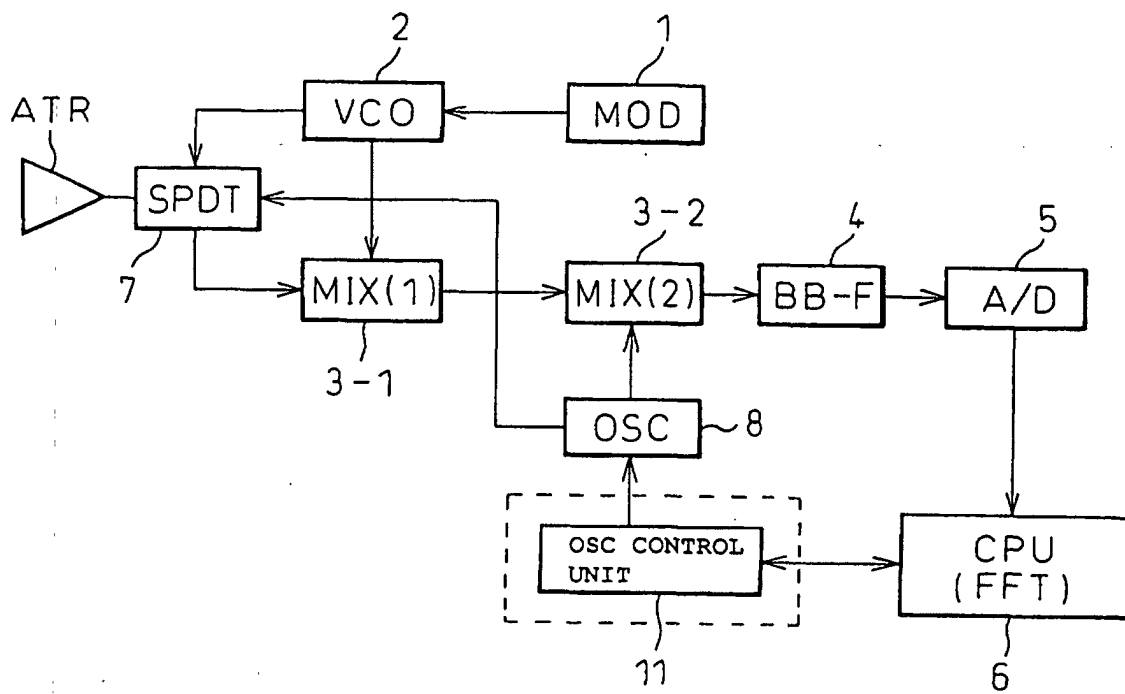 2
1
ATR
VCO
MOD
SPDT
3-2
4
5
7
MIX(1)
MIX(2)
BB-F
A/D
3-1
OSC
8
OSC CONTROL
UNIT
CPU
(FFT)
11
6